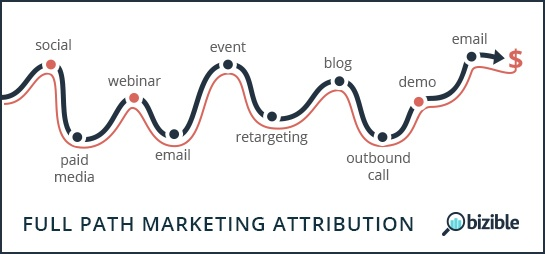 social
paid
media
webinar
email
event
retargeting
blog
outbound
call
demo
email
$
FULL PATH MARKETING ATTRIBUTION
bizible